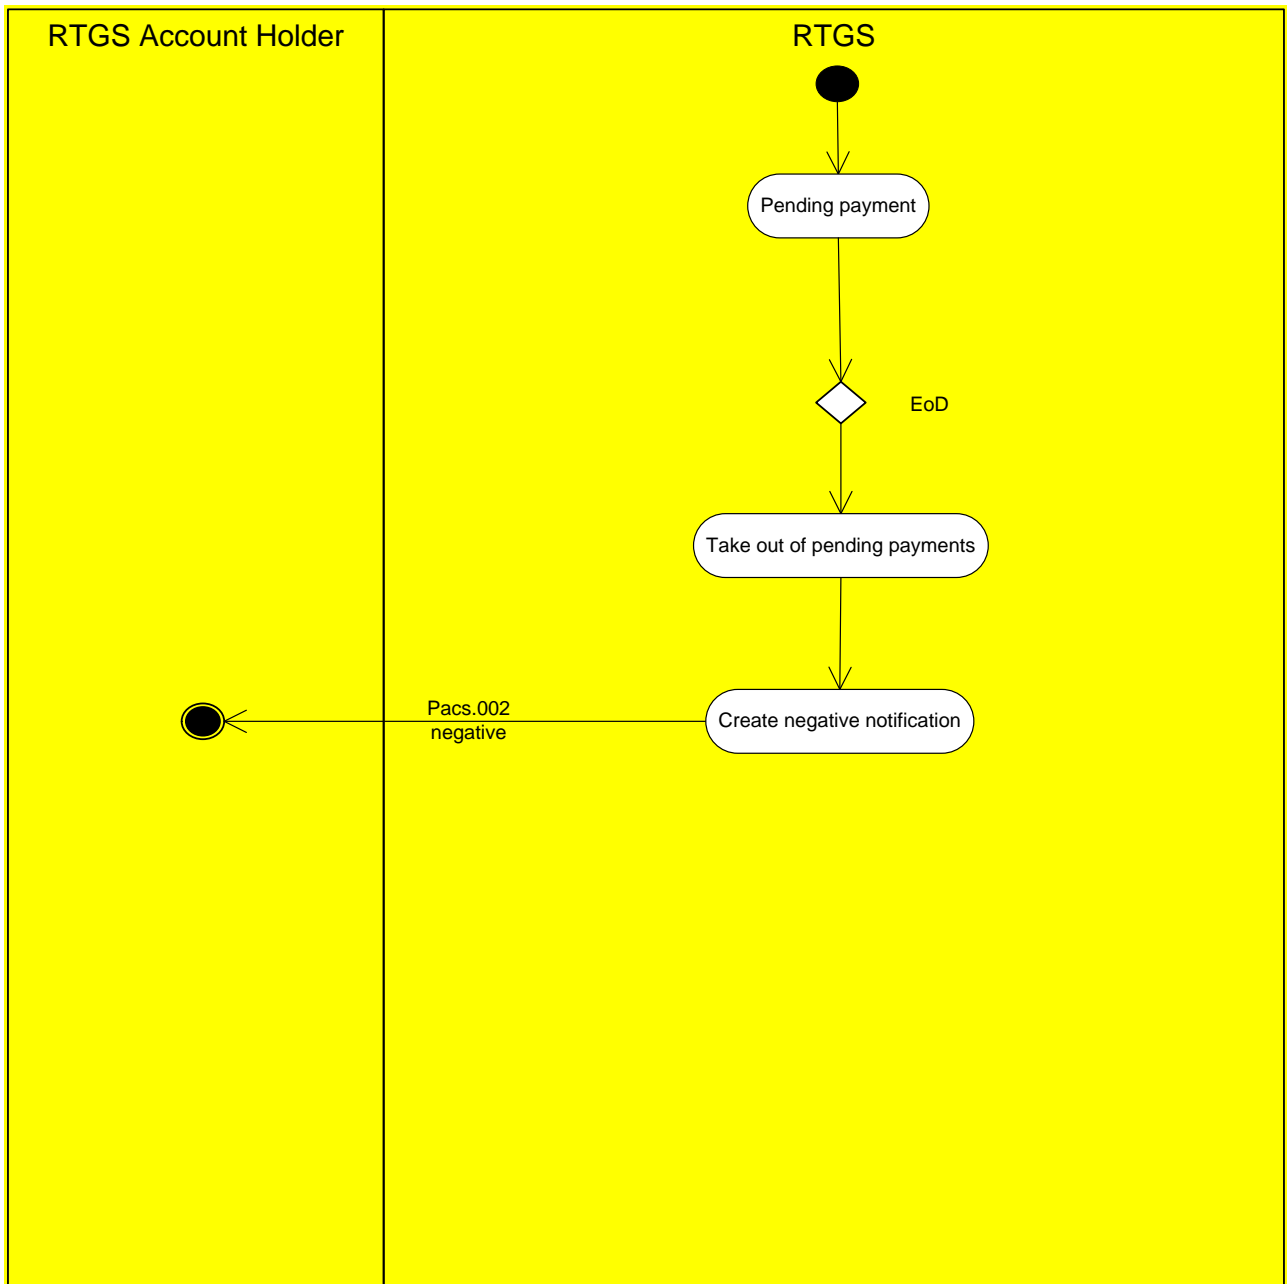 RTGS Account Holder
RTGS
Pending payment
EoD
Take out of pending payments
Pacs.002
negative
Create negative notification